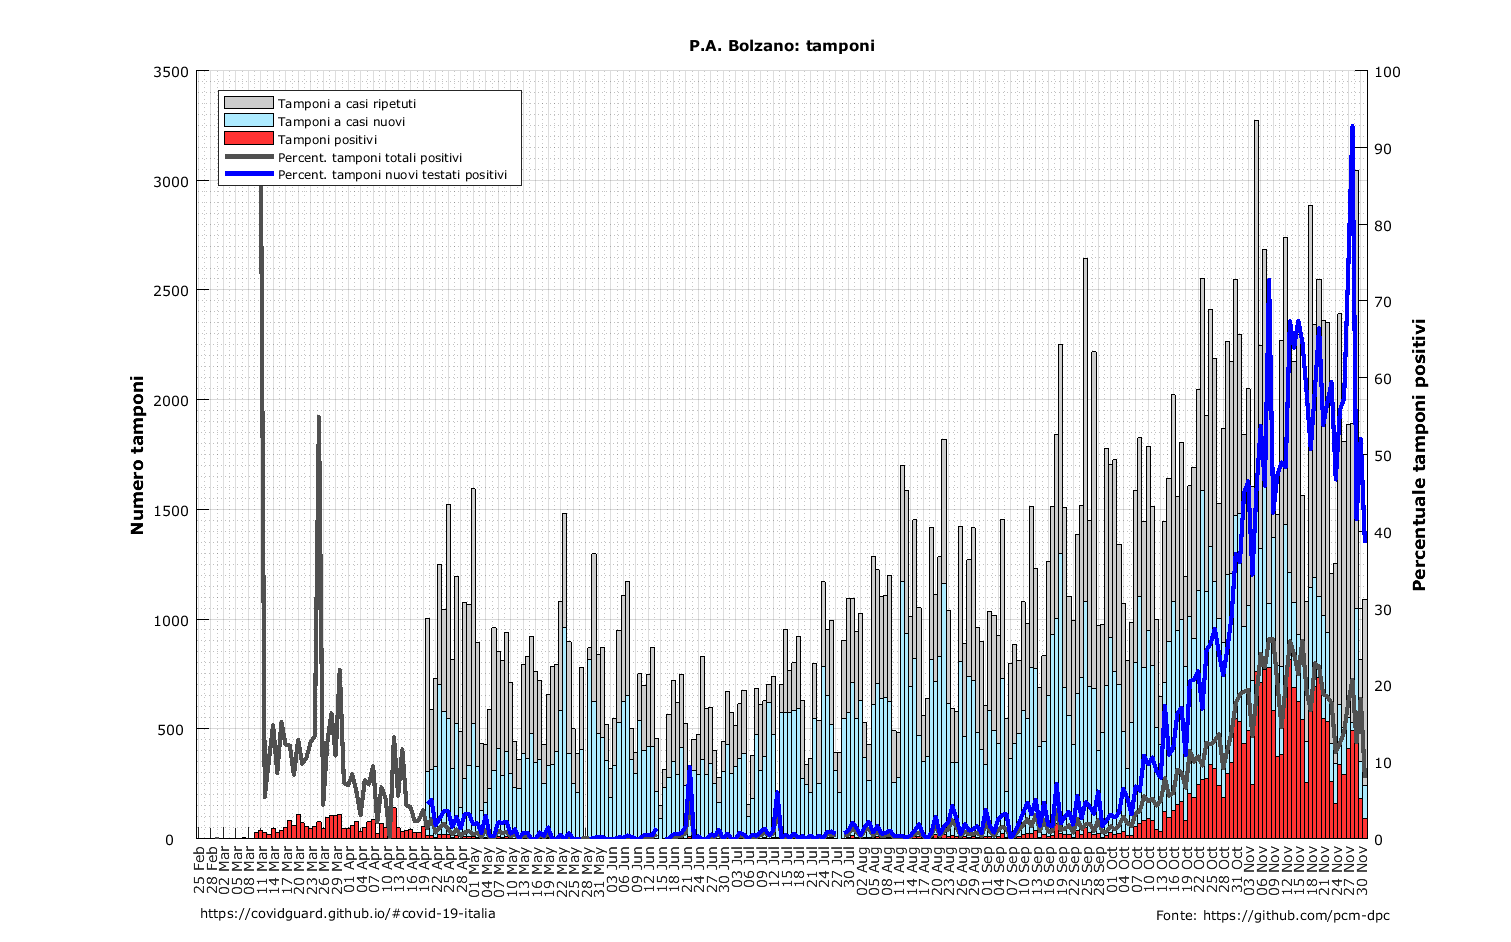 P.A. Bolzano: tamponi
Tamponi a casi ripetuti
Tamponi a casi nuovi
Tamponi positivi
Percent. tamponi totali positivi
Percent. tamponi nuovi testati positivi
Numero tamponi
3500
3000
2500
2000
1500
1000
500
0
Percentuale tamponi positivi
100
90
80
70
60
50
40
30
20
10
0
25 Feb
28 Feb
02 Mar
05 Mar
08 Mar
11 Mar
14 Mar
17 Mar
20 Mar
23 Mar
26 Mar
29 Mar
01 Apr
04 Apr
07 Apr
10 Apr
13 Apr
16 Apr
19 Apr
22 Apr
25 Apr
28 Apr
01 May
04 May
07 May
10 May
13 May
16 May
19 May
22 May
25 May
28 May
31 May
03 Jun
06 Jun
09 Jun
12 Jun
15 Jun
18 Jun
21 Jun
24 Jun
27 Jun
30 Jun
03 Jul
06 Jul
09 Jul
12 Jul
15 Jul
18 Jul
21 Jul
24 Jul
27 Jul
30 Jul
02 Aug
05 Aug
08 Aug
11 Aug
14 Aug
17 Aug
20 Aug
23 Aug
26 Aug
29 Aug
01 Sep
04 Sep
07 Sep
10 Sep
13 Sep
16 Sep
19 Sep
22 Sep
25 Sep
28 Sep
01 Oct
04 Oct
07 Oct
10 Oct
13 Oct
16 Oct
19 Oct
22 Oct
25 Oct
28 Oct
31 Oct
03 Nov
06 Nov
09 Nov
12 Nov
15 Nov
18 Nov
21 Nov
24 Nov
27 Nov
30 Nov
https://covidguard.github.io/#covid-19-italia
Fonte: https://github.com/pcm-dpc